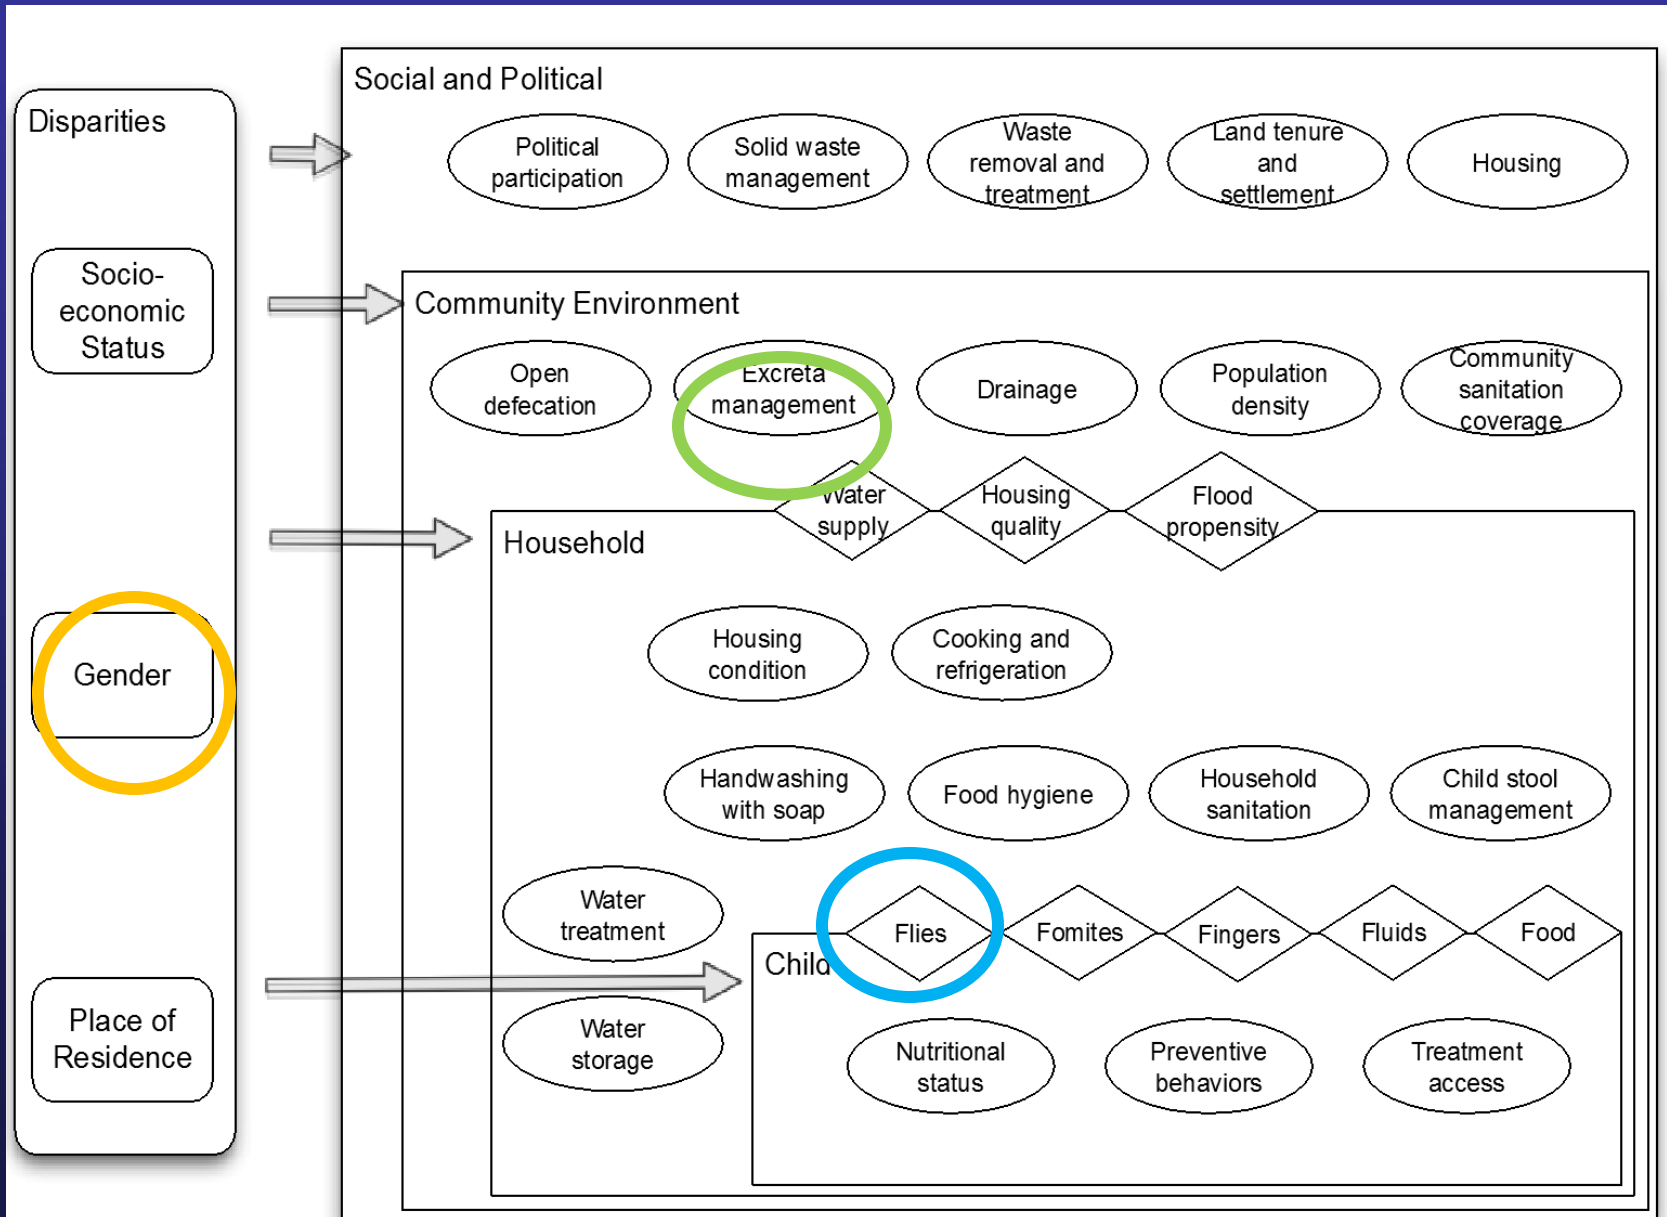 Disparities
Socio-
economic
Status
Gender
Place of
Residence
Social and Political
Political
participation
Solid waste
management
Waste
removal and
treatment
Land tenure
and
settlement
Housing
Community Environment
Open
defecation
Excreta
management
Drainage
Population
density
Community
sanitation
coverage
Water
supply
Housing
quality
Flood
propensity
Household
Housing
condition
Cooking and
refrigeration
Handwashing
with soap
Food hygiene
Household
sanitation
Child stool
management
Water
treatment
Water
storage
Child
Flies
Fomites
Fingers
Fluids
Food
Nutritional
status
Preventive
behaviors
Treatment
access